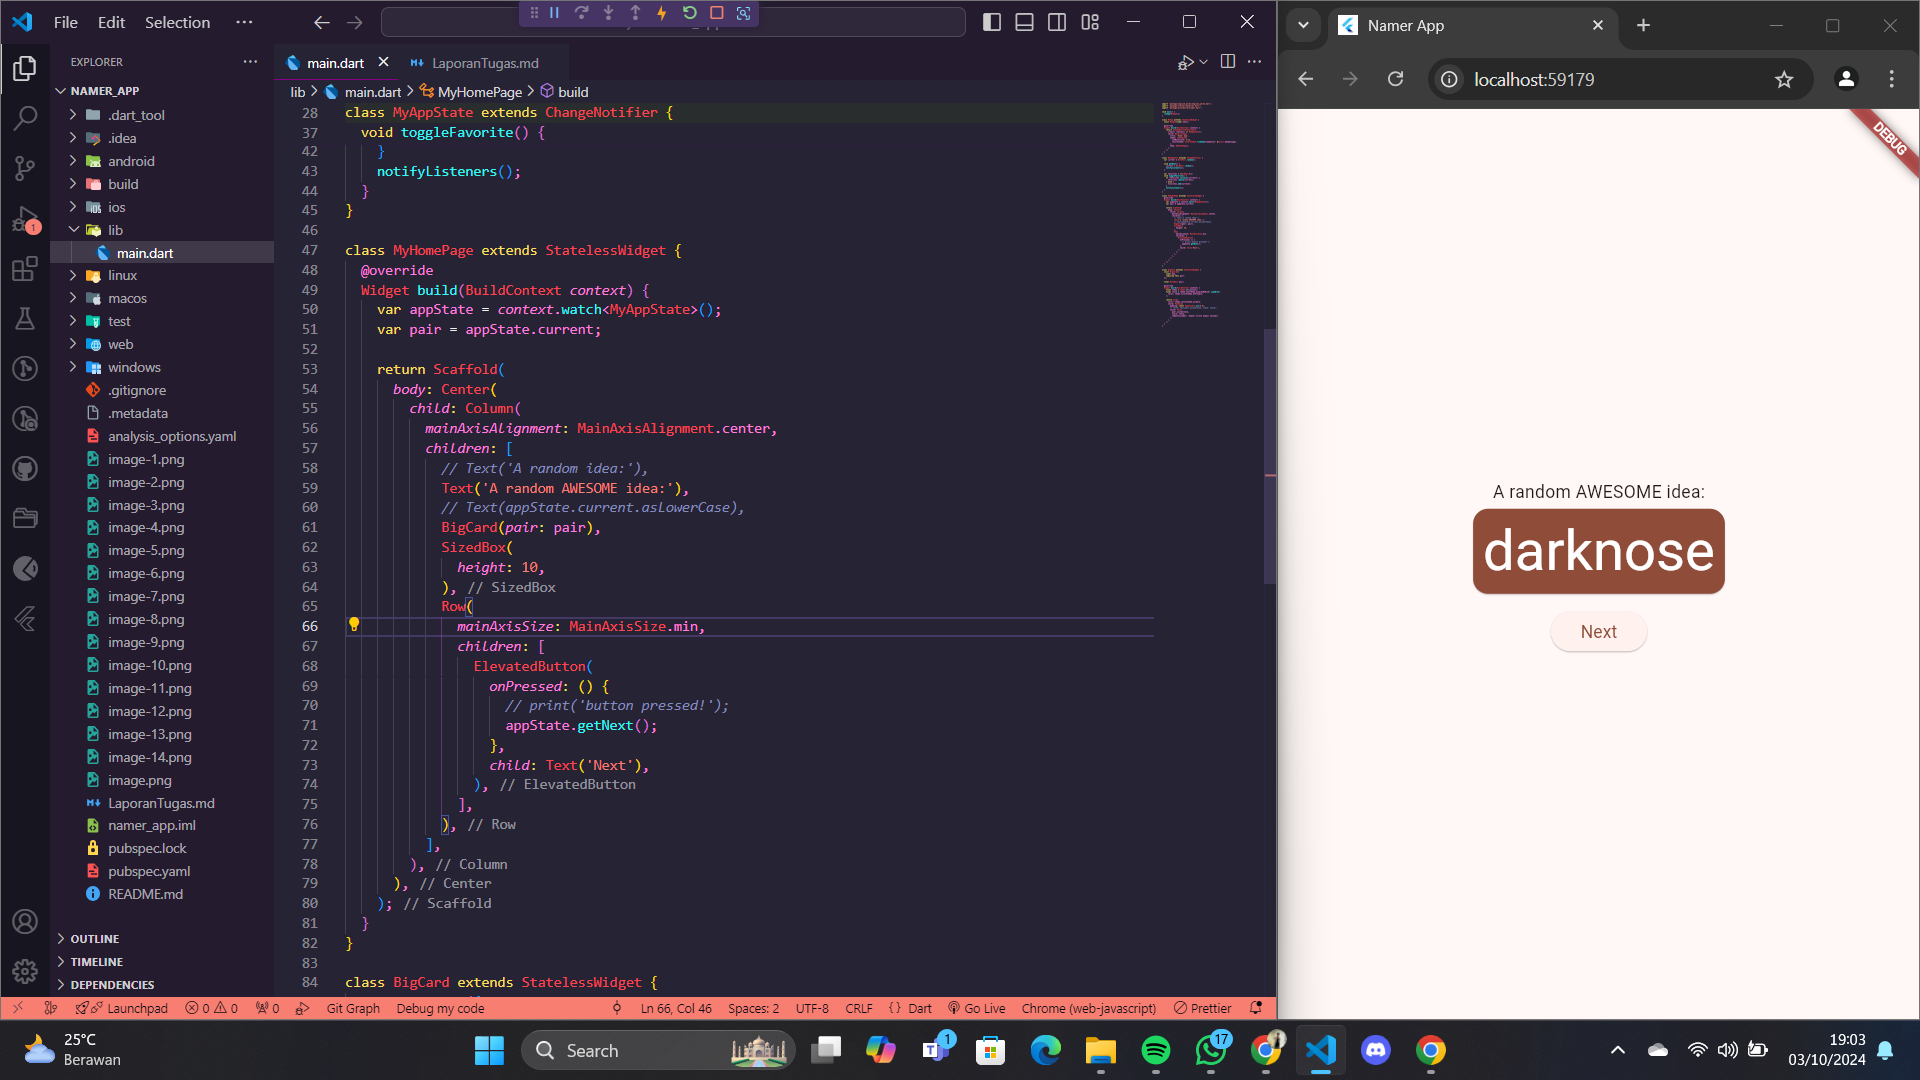 File Edit Selection ···
EXPLORER
NAMER_APP
.dart_tool
.idea
android
build
ios
lib
main.dart
linux
macos
test
web
windows
.gitignore
.metadata
analysis_options.yaml
image-1.png
image-2.png
image-3.png
image-4.png
image-5.png
image-6.png
image-7.png
image-8.png
image-9.png
image-10.png
image-11.png
image-12.png
image-13.png
image-14.png
image.png
LaporanTugas.md
namer_app.iml
pubspec.lock
pubspec.yaml
README.md
OUTLINE
TIMELINE
DEPENDENCIES
1
main.dart
LaporanTugas.md
lib > main.dart > MyHomePage > build
28 class MyAppState extends ChangeNotifier {
37 void toggleFavorite() {
42 }
43 notifyListeners();
44 }
45 }
46
47 class MyHomePage extends StatelessWidget {
48 @override
49 Widget build(BuildContext context) {
50 var appState = context.watch<MyAppState>();
51 var pair = appState.current;
52
53 return Scaffold(
54 body: Center(
55 child: Column(
56 mainAxisAlignment: MainAxisAlignment.center,
57 children: [
58 // Text('A random idea:'),
59 Text('A random AWESOME idea:'),
60 // Text(appState.current.asLowerCase),
61 BigCard(pair: pair),
62 SizedBox(
63 height: 10,
64 ), // SizedBox
65 Row(
66 mainAxisSize: MainAxisSize.min,
67 children: [
68 ElevatedButton(
69 onPressed: () {
70 // print('button pressed!');
71 appState.getNext();
72 },
73 child: Text('Next'),
74 ), // ElevatedButton
75 ],
76 ), // Row
77 ],
78 ), // Column
79 ), // Center
80 ); // Scaffold
81 }
82 }
83
84 class BigCard extends StatelessWidget {
Launchpad 0 0 0 Git Graph Debug my code Ln 66, Col 46 Spaces: 2 UTF-8 CRLF { } Dart Go Live Chrome (web-javascript) Prettier
Namer App
localhost:59179
DEBUG
A random AWESOME idea:
darknose
Next
25°C
Berawan
Search
1
17
19:03
03/10/2024